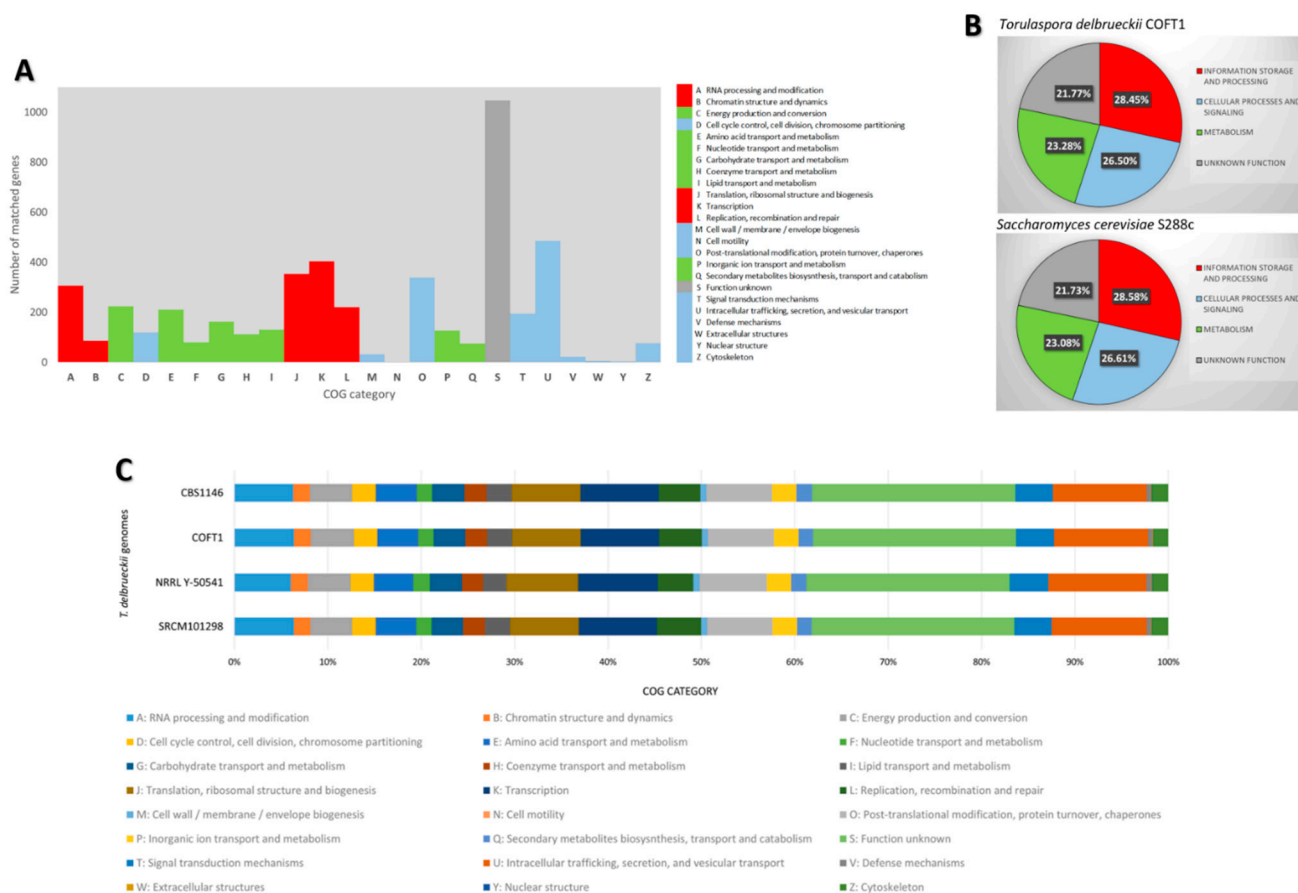 A
Number of matched genes
1000
800
600
400
200
0
A B C D E F G H I J K L M N O P Q S T U V W Y Z
COG category
A RNA processing and modification
B Chromatin structure and dynamics
C Energy production and conversion
D Cell cycle control, cell division, chromosome partitioning
E Amino acid transport and metabolism
F Nucleotide transport and metabolism
G Carbohydrate transport and metabolism
H Coenzyme transport and metabolism
I Lipid transport and metabolism
J Translation, ribosomal structure and biogenesis
K Transcription
L Replication, recombination and repair
M Cell wall / membrane / envelope biogenesis
N Cell motility
O Post-translational modification, protein turnover, chaperones
P Inorganic ion transport and metabolism
Q Secondary metabolites biosynthesis, transport and catabolism
S Function unknown
T Signal transduction mechanisms
U Intracellular trafficking, secretion, and vesicular transport
V Defense mechanisms
W Extracellular structures
Y Nuclear structure
Z Cytoskeleton
B
Torulaspora delbrueckii COFT1
21.77%
28.45%
23.28%
26.50%
INFORMATION STORAGE
AND PROCESSING
CELLULAR PROCESSES AND
SIGNALING
METABOLISM
UNKNOWN FUNCTION
Saccharomyces cerevisiae S288c
21.73%
28.58%
23.08%
26.61%
INFORMATION STORAGE
AND PROCESSING
CELLULAR PROCESSES AND
SIGNALING
METABOLISM
UNKNOWN FUNCTION
C
T. delbrueckii genomes
CBS1146
COFT1
NRRL Y-50541
SRCM101298
0% 10% 20% 30% 40% 50% 60% 70% 80% 90% 100%
COG CATEGORY
A: RNA processing and modification B: Chromatin structure and dynamics C: Energy production and conversion
D: Cell cycle control, cell division, chromosome partitioning E: Amino acid transport and metabolism F: Nucleotide transport and metabolism
G: Carbohydrate transport and metabolism H: Coenzyme transport and metabolism I: Lipid transport and metabolism
J: Translation, ribosomal structure and biogenesis K: Transcription L: Replication, recombination and repair
M: Cell wall / membrane / envelope biogenesis N: Cell motility O: Post-translational modification, protein turnover, chaperones
P: Inorganic ion transport and metabolism Q: Secondary metabolites biosynsthesis, transport and catabolism S: Function unknown
T: Signal transduction mechanisms U: Intracellular trafficking, secretion, and vesicular transport V: Defense mechanisms
W: Extracellular structures Y: Nuclear structure Z: Cytoskeleton